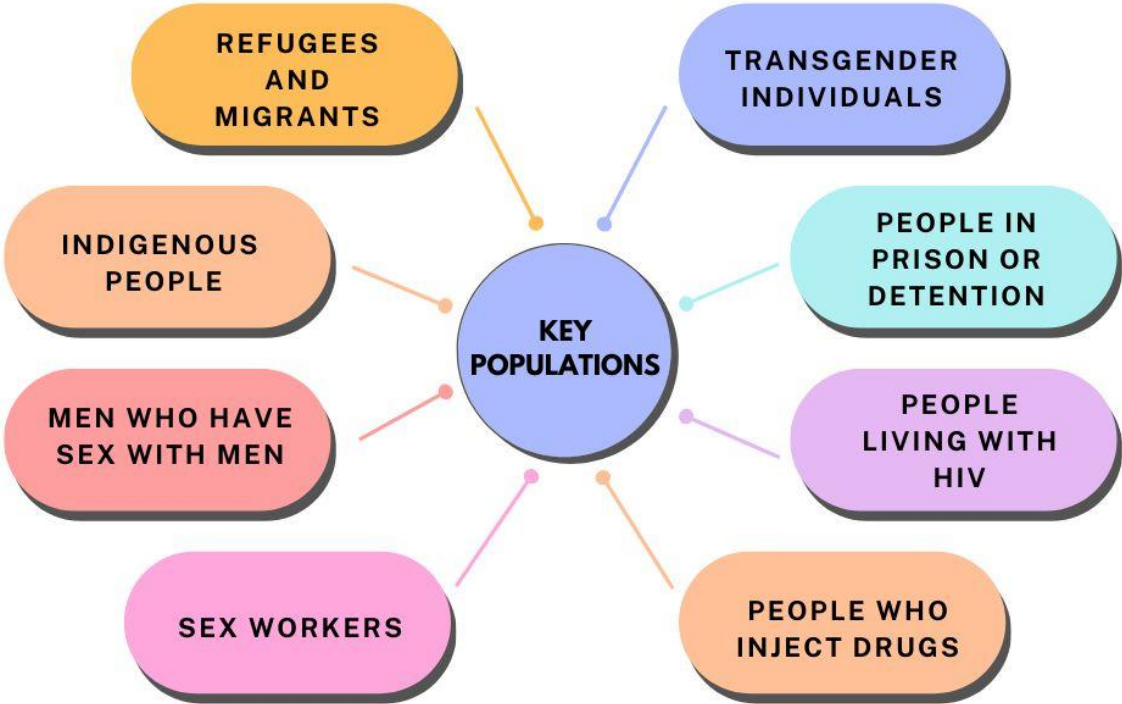 REFUGEES
AND
MIGRANTS
TRANSGENDER
INDIVIDUALS
INDIGENOUS
PEOPLE
PEOPLE IN
PRISON OR
DETENTION
KEY
POPULATIONS
MEN WHO HAVE
SEX WITH MEN
PEOPLE
LIVING WITH
HIV
SEX WORKERS
PEOPLE WHO
INJECT DRUGS